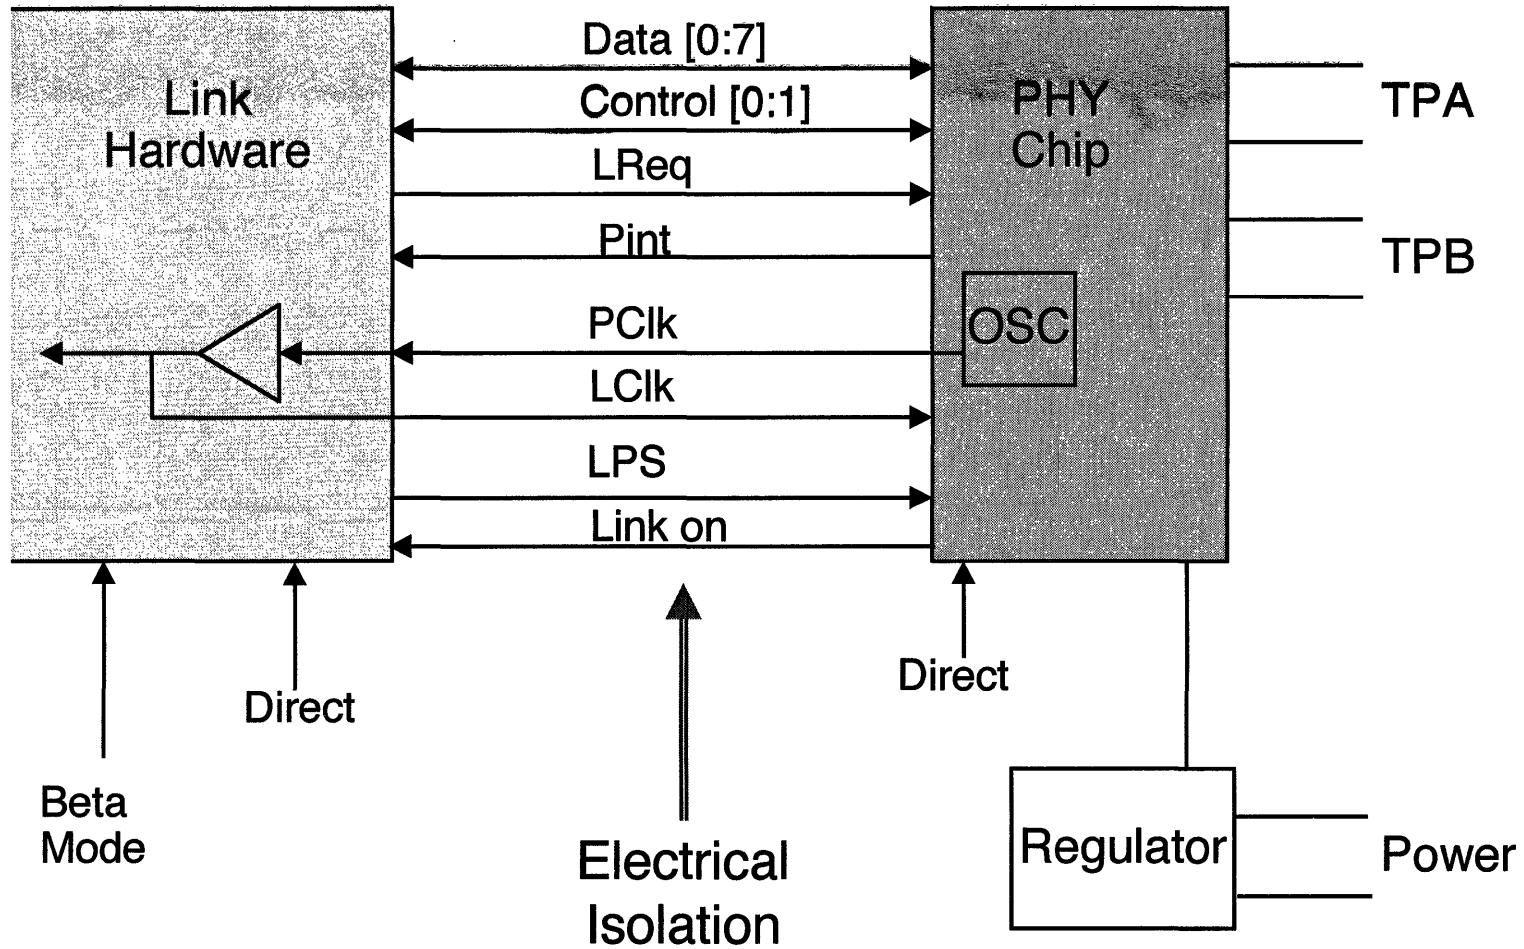 Data [0:7]
Link
Hardware
Control [0:1]
PHY
Chip
TPA
LReq
Pint
TPB
OSC
PClk
LClk
LPS
Link on
Direct
Direct
Beta
Mode
Electrical
Isolation
Regulator
Power